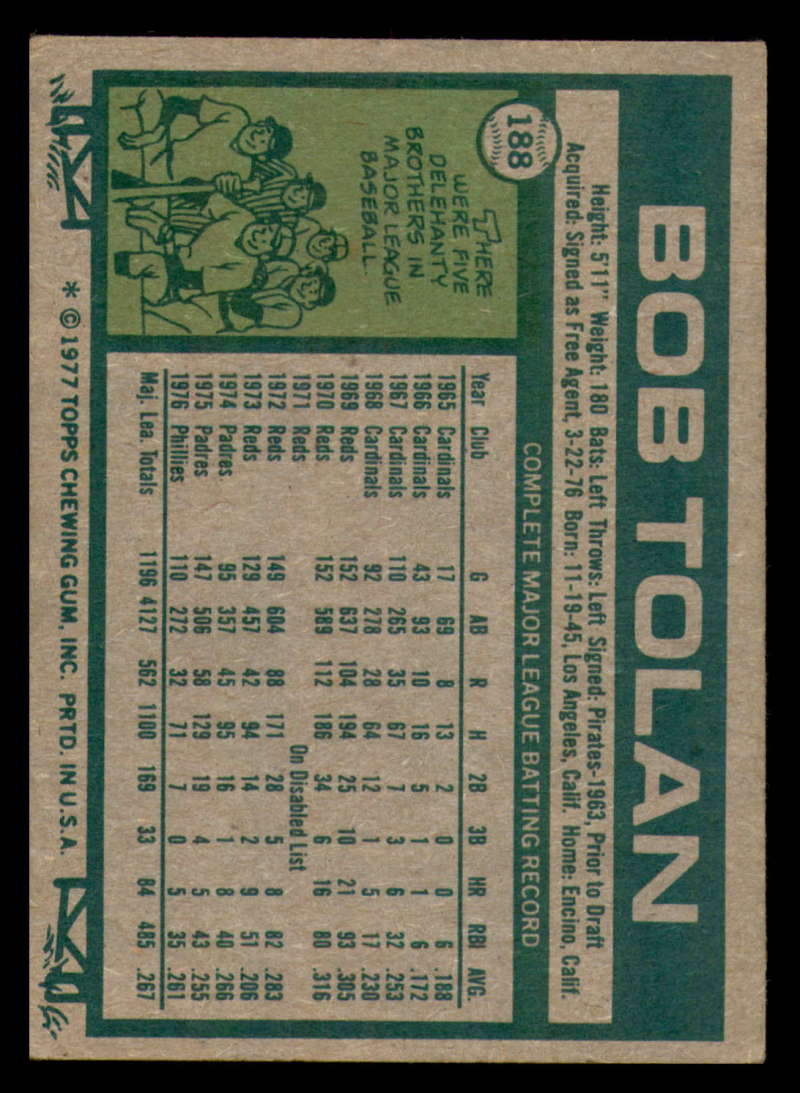 188
BOB TOLAN
Height: 5'11" Weight: 180 Bats: Left Throws: Left Signed: Pirates-1963, Prior to Draft
Acquired: Signed as Free Agent, 3-22-76 Born: 11-19-45, Los Angeles, Calif. Home: Encino, Calif.
THERE
WERE FIVE
DELEHANTY
BROTHERS IN
MAJOR LEAGUE
BASEBALL.
COMPLETE MAJOR LEAGUE BATTING RECORD
Year Club G AB R H 2B 3B HR RBI AVG.
1965 Cardinals 17 69 8 13 2 0 0 6 .188
1966 Cardinals 43 93 10 16 5 1 1 6 .172
1967 Cardinals 110 265 35 67 7 3 6 32 .253
1968 Cardinals 92 278 28 64 12 1 5 17 .230
1969 Reds 152 637 104 194 25 10 21 93 .305
1970 Reds 152 589 112 186 34 6 16 80 .316
1971 Reds On Disabled List
1972 Reds 149 604 88 171 28 5 8 82 .283
1973 Reds 129 457 42 94 14 2 9 51 .206
1974 Padres 95 357 45 95 16 1 8 40 .266
1975 Padres 147 506 58 129 19 4 5 43 .255
1976 Phillies 110 272 32 71 7 0 5 35 .261
Maj. Lea. Totals 1196 4127 562 1100 169 33 84 485 .267
* © 1977 TOPPS CHEWING GUM, INC. PRTD. IN U.S.A.